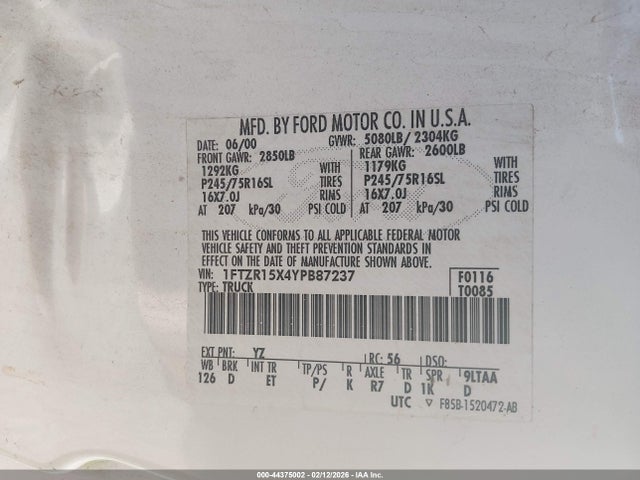 MFD. BY FORD MOTOR CO. IN U.S.A.
DATE: 06/00 GVWR: 5080LB/ 2304KG
FRONT GAWR: 2850LB REAR GAWR: 2600LB
1292KG WITH 1179KG WITH
P245/75R16SL TIRES P245/75R16SL TIRES
16X7.0J RIMS 16X7.0J RIMS
AT 207 kPa/30 PSI COLD AT 207 kPa/30 PSI COLD
THIS VEHICLE CONFORMS TO ALL APPLICABLE FEDERAL MOTOR
VEHICLE SAFETY AND THEFT PREVENTION STANDARDS IN
EFFECT ON THE DATE OF MANUFACTURE SHOWN ABOVE.
VIN: 1FTZR15X4YPB87237 F0116
TYPE: TRUCK T0085
EXT PNT: YZ RC: 56 DSO:
WB BRK INT TR TP/PS R AXLE TR SPR 9LTAA
126 D ET P/ K R7 D 1K D
UTC ▽ F85B-1520472-AB
000-44375002 - 02/12/2026 - IAAI.com